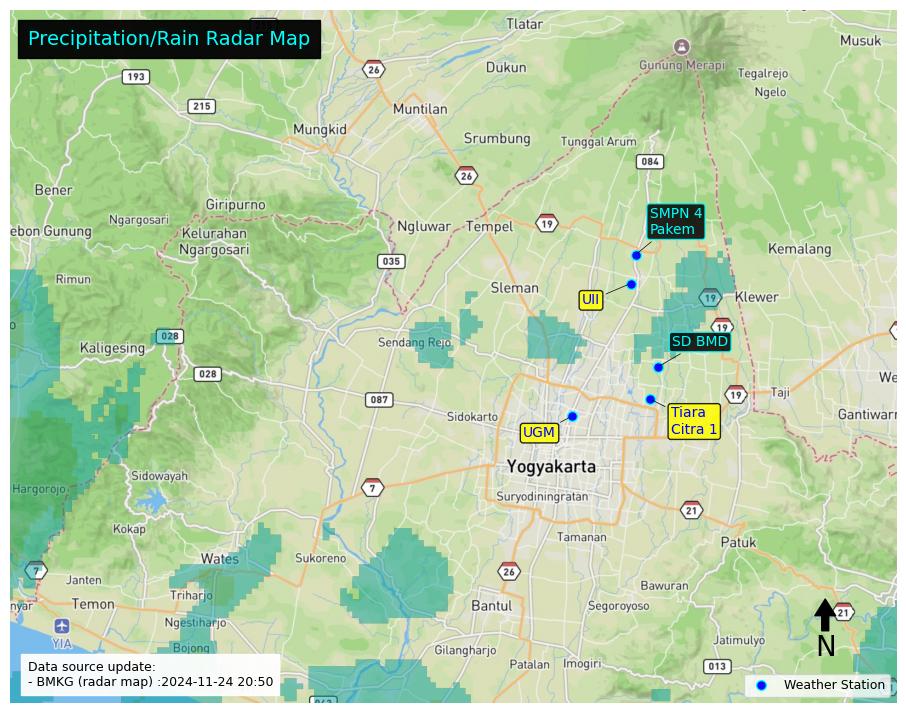 Precipitation/Rain Radar Map
Tlatar
Musuk
26
Dukun
Gunung Merapi
Tegalrejo
193
Ngelo
215
Muntilan
Mungkid
Srumbung
Tunggal Arum
084
26
Bener
Giripurno
SMPN 4
Pakem
Ngargosari
Ngluwar
Tempel
19
ebon Gunung
Kelurahan
Ngargosari
Kemalang
035
Rimun
Sleman
UII
19
Klewer
19
028
Sendang Rejo
SD BMD
Kaligesing
028
We
087
19
Taji
Sidokarto
Tiara
Citra 1
Gantiwarn
UGM
Yogyakarta
Sidowayah
7
Hargorojo
Suryodiningratan
21
Kokap
Tamanan
Patuk
Wates
Sukoreno
7
26
Janten
Bawuran
Triharjo
nyar
Temon
Bantul
Segoroyoso
21
Ngestiharjo
YIA
Jatimulyo
N
Bojong
Gilangharjo
Patalan
Imogiri
013
Data source update:
- BMKG (radar map) :2024-11-24 20:50
Weather Station